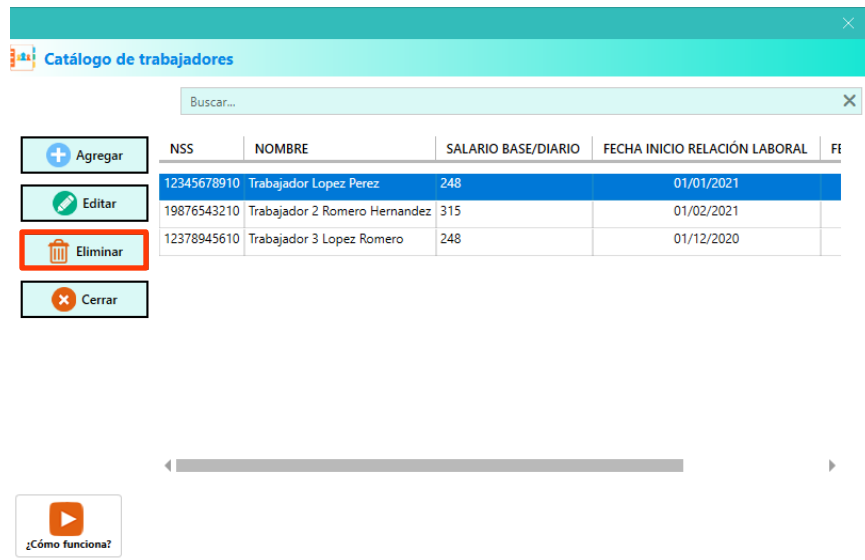 Catálogo de trabajadores
Buscar...
Agregar
Editar
Eliminar
Cerrar
NSS NOMBRE SALARIO BASE/DIARIO FECHA INICIO RELACIÓN LABORAL
12345678910 Trabajador Lopez Perez 248 01/01/2021
19876543210 Trabajador 2 Romero Hernandez 315 01/02/2021
12378945610 Trabajador 3 Lopez Romero 248 01/12/2020
¿Cómo funciona?